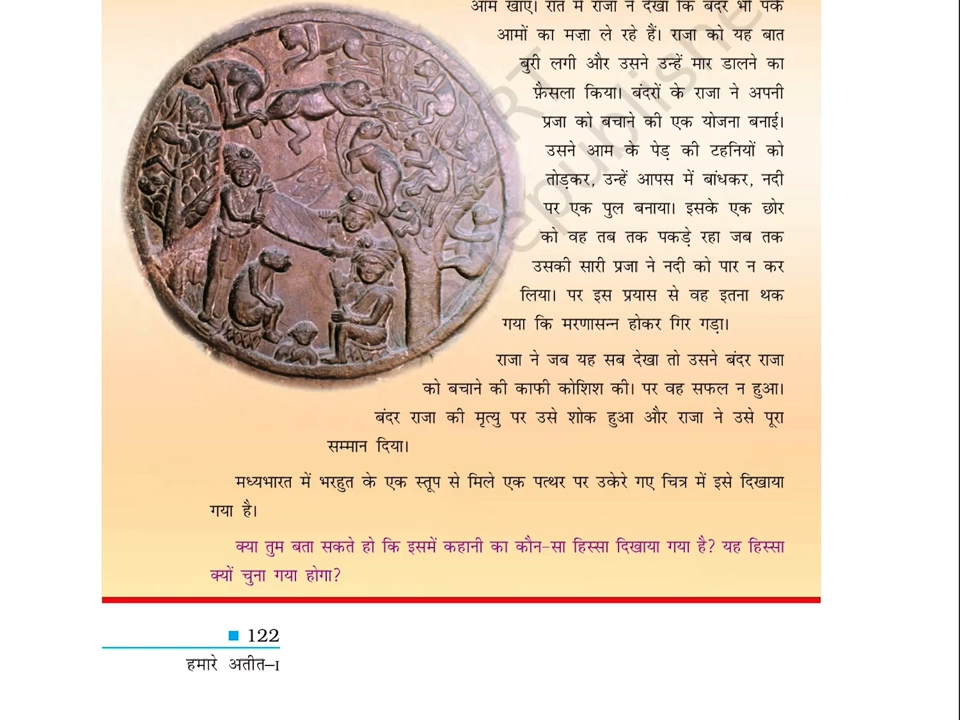 आम खाए। रात में राजा ने देखा कि बंदर भी पके
आमों का मज़ा ले रहे हैं। राजा को यह बात
बुरी लगी और उसने उन्हें मार डालने का
फ़ैसला किया। बंदरों के राजा ने अपनी
प्रजा को बचाने की एक योजना बनाई।
उसने आम के पेड़ की टहनियों को
तोड़कर, उन्हें आपस में बांधकर, नदी
पर एक पुल बनाया। इसके एक छोर
को वह तब तक पकड़े रहा जब तक
उसकी सारी प्रजा ने नदी को पार न कर
लिया। पर इस प्रयास से वह इतना थक
गया कि मरणासन्न होकर गिर गड़ा।
राजा ने जब यह सब देखा तो उसने बंदर राजा
को बचाने की काफी कोशिश की। पर वह सफल न हुआ।
बंदर राजा की मृत्यु पर उसे शोक हुआ और राजा ने उसे पूरा
सम्मान दिया।
मध्यभारत में भरहुत के एक स्तूप से मिले एक पत्थर पर उकेरे गए चित्र में इसे दिखाया
गया है।
क्या तुम बता सकते हो कि इसमें कहानी का कौन-सा हिस्सा दिखाया गया है? यह हिस्सा
क्यों चुना गया होगा?
122
हमारे अतीत–I